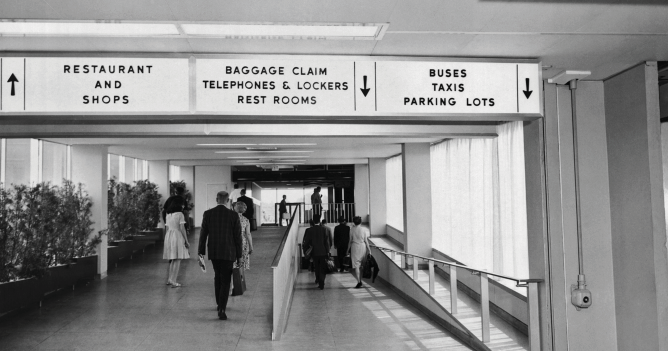 RESTAURANT
AND
SHOPS
BAGGAGE CLAIM
TELEPHONES & LOCKERS
REST ROOMS
BUSES
TAXIS
PARKING LOTS